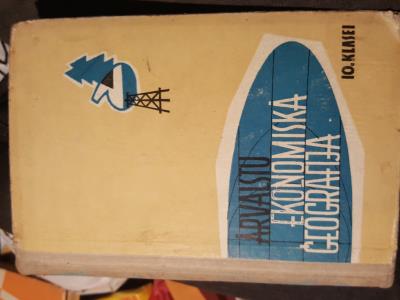 ĀRVALSTU
EKONOMISKĀ
ĢEOGRĀFIJA
10. KLASEI